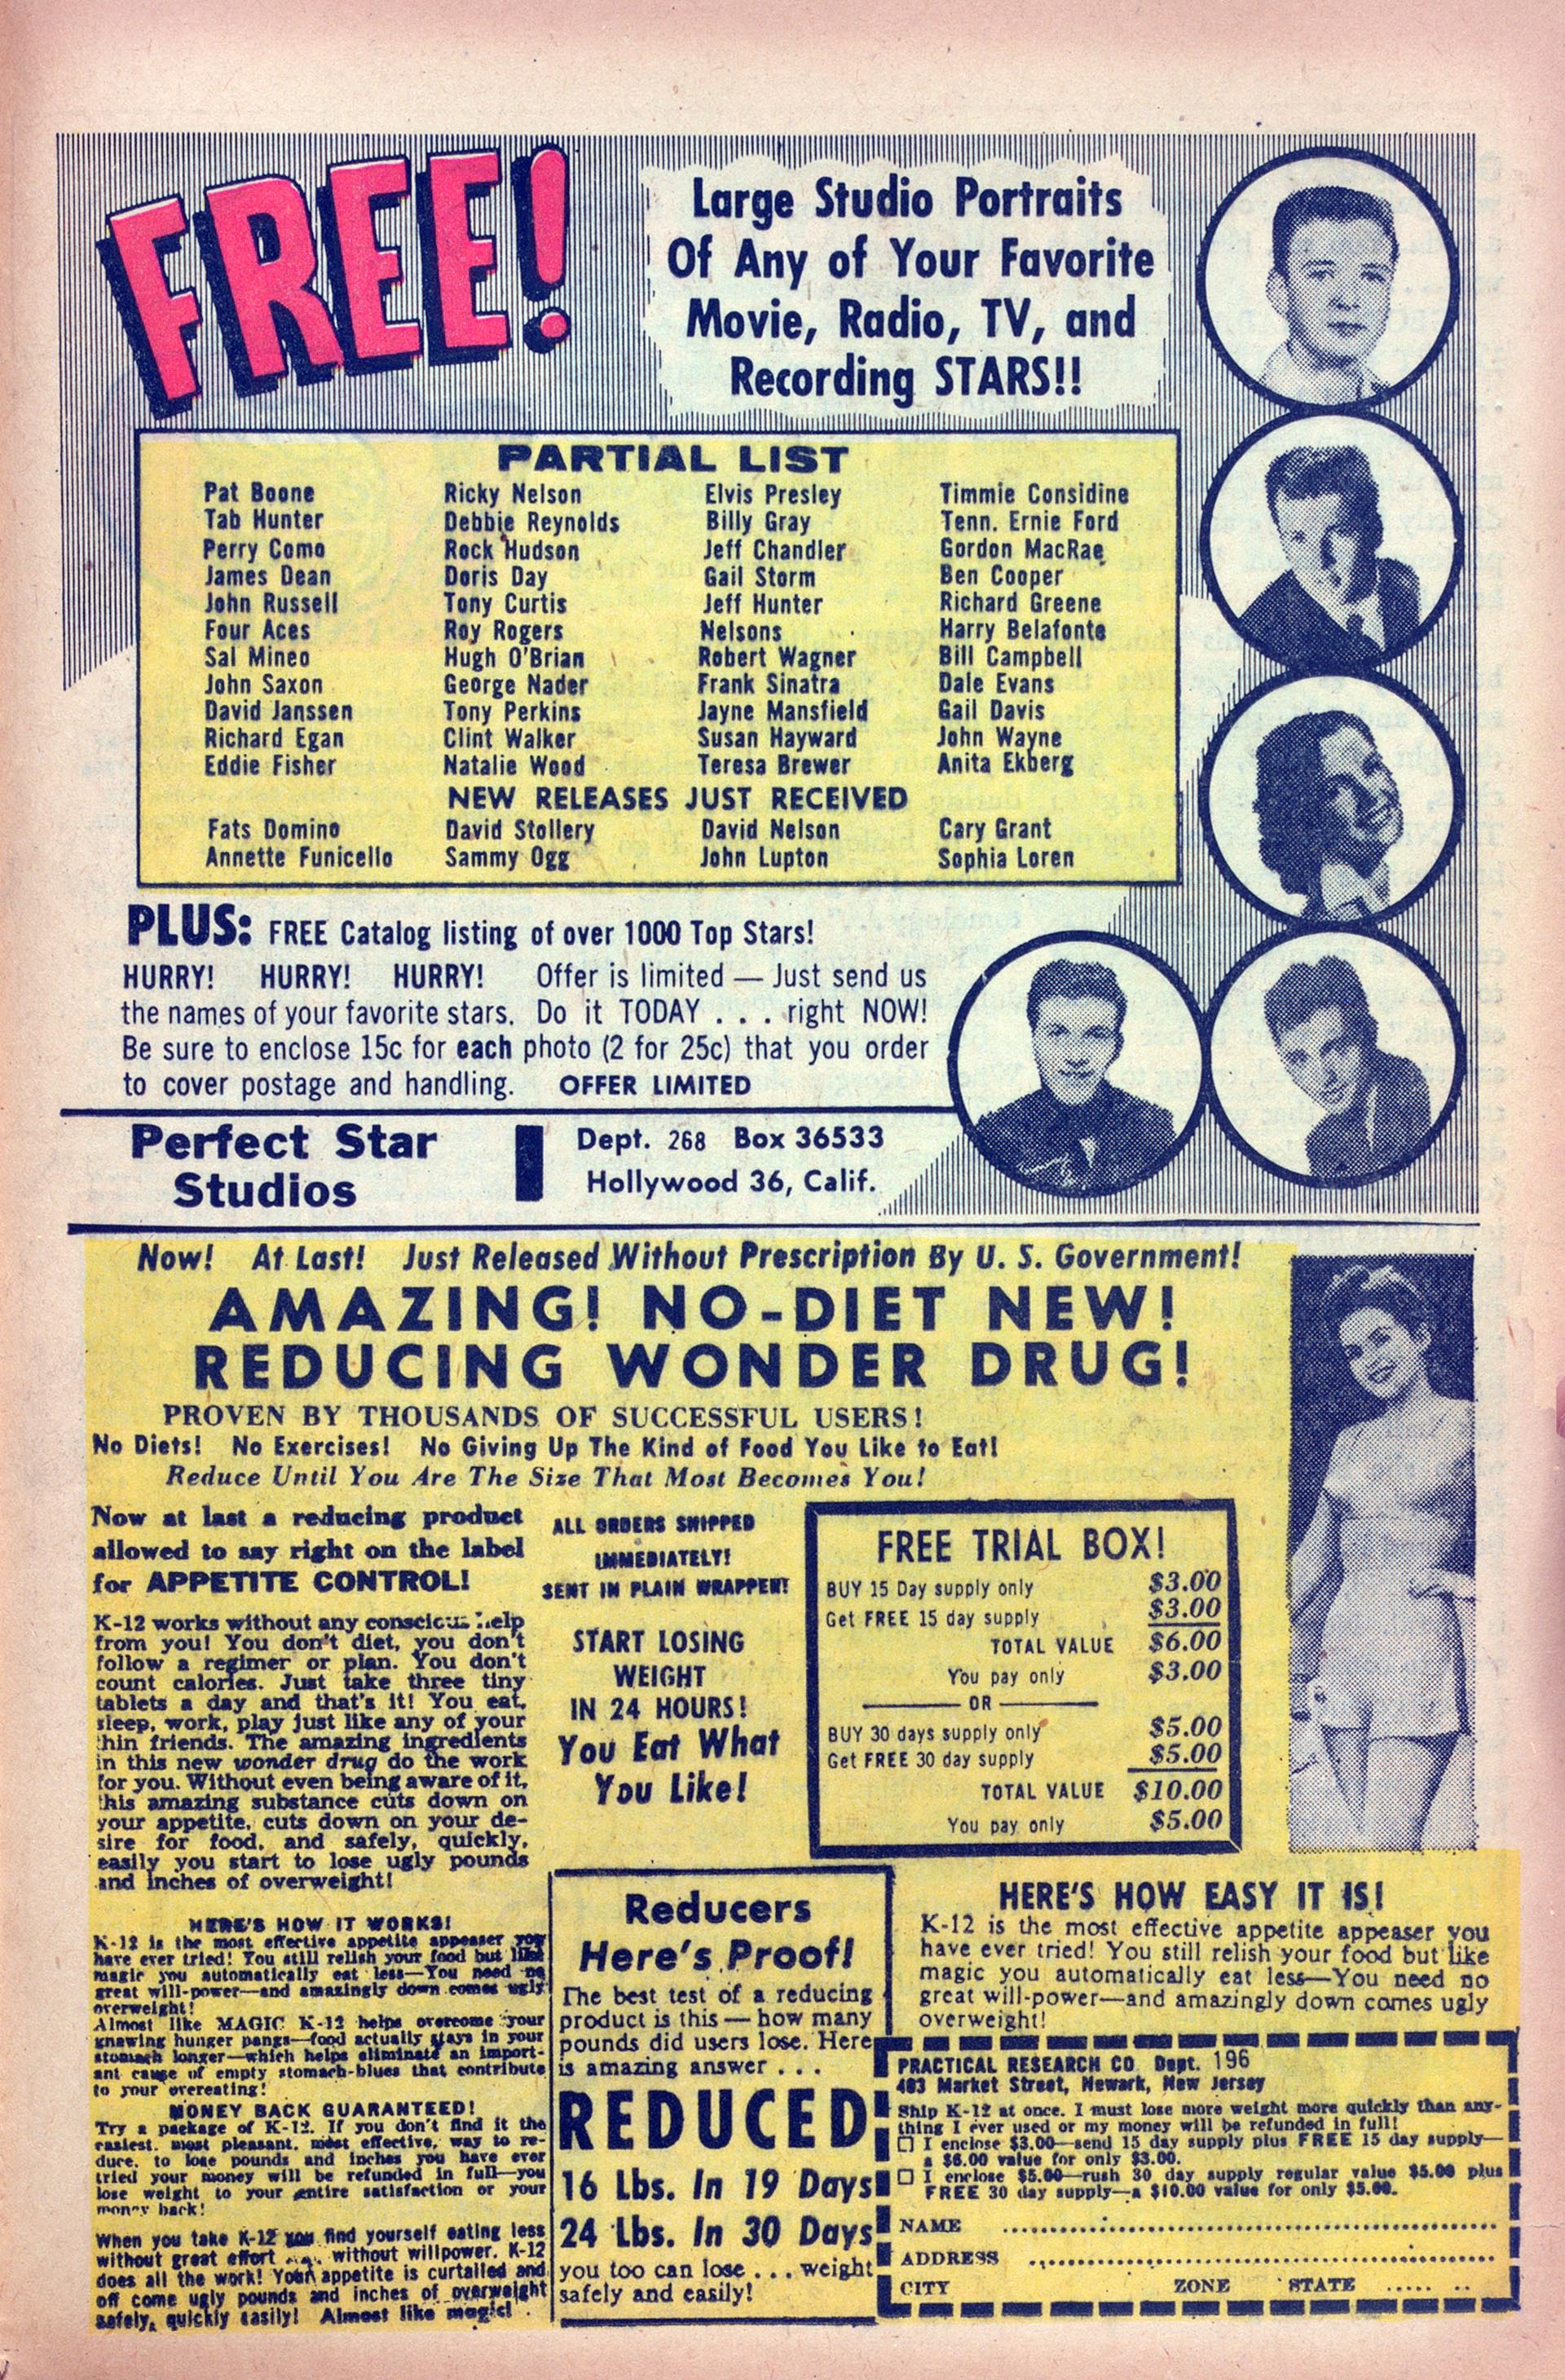 FREE!
Large Studio Portraits
Of Any of Your Favorite
Movie, Radio, TV, and
Recording STARS!!
PARTIAL LIST
Pat Boone Ricky Nelson Elvis Presley Timmie Considine
Tab Hunter Debbie Reynolds Billy Gray Tenn. Ernie Ford
Perry Como Rock Hudson Jeff Chandler Gordon MacRae
James Dean Doris Day Gail Storm Ben Cooper
John Russell Tony Curtis Jeff Hunter Richard Greene
Four Aces Roy Rogers Nelsons Harry Belafonte
Sal Mineo Hugh O'Brian Robert Wagner Bill Campbell
John Saxon George Nader Frank Sinatra Dale Evans
David Janssen Tony Perkins Jayne Mansfield Gail Davis
Richard Egan Clint Walker Susan Hayward John Wayne
Eddie Fisher Natalie Wood Teresa Brewer Anita Ekberg
NEW RELEASES JUST RECEIVED
Fats Domino David Stollery David Nelson Cary Grant
Annette Funicello Sammy Ogg John Lupton Sophia Loren
PLUS: FREE Catalog listing of over 1000 Top Stars!
HURRY! HURRY! HURRY! Offer is limited — Just send us
the names of your favorite stars. Do it TODAY . . . right NOW!
Be sure to enclose 15c for each photo (2 for 25c) that you order
to cover postage and handling. OFFER LIMITED
Perfect Star
Studios
Dept. 268 Box 36533
Hollywood 36, Calif.
Now! At Last! Just Released Without Prescription By U. S. Government!
AMAZING! NO-DIET NEW!
REDUCING WONDER DRUG!
PROVEN BY THOUSANDS OF SUCCESSFUL USERS!
No Diets! No Exercises! No Giving Up The Kind of Food You Like to Eat!
Reduce Until You Are The Size That Most Becomes You!
Now at last a reducing product
allowed to say right on the label
for APPETITE CONTROL!
K-12 works without any conscious help
from you! You don't diet, you don't
follow a regimer or plan. You don't
count calories. Just take three tiny
tablets a day and that's it! You eat,
sleep, work, play just like any of your
thin friends. The amazing ingredients
in this new wonder drug do the work
for you. Without even being aware of it,
this amazing substance cuts down on
your appetite, cuts down on your de-
sire for food, and safely, quickly,
easily you start to lose ugly pounds
and inches of overweight!
HERE'S HOW IT WORKS!
K-12 is the most effective appetite appeaser you
have ever tried! You still relish your food but like
magic you automatically eat less—You need no
great will-power—and amazingly down comes ugly
overweight!
Almost like MAGIC K-12 helps overcome your
gnawing hunger pangs—food actually stays in your
stomach longer—which helps eliminate an import-
ant cause of empty stomach-blues that contribute
to your overeating!
MONEY BACK GUARANTEED!
Try a package of K-12. If you don't find it the
easiest, most pleasant, most effective, way to re-
duce, to lose pounds and inches you have ever
tried your money will be refunded in full—you
lose weight to your entire satisfaction or your
money back!
When you take K-12 you find yourself eating less
without great effort . . . without willpower. K-12
does all the work! Your appetite is curtailed and
off come ugly pounds and inches of overweight
safely, quickly easily! Almost like magic!
ALL ORDERS SHIPPED
IMMEDIATELY!
SENT IN PLAIN WRAPPER!
START LOSING
WEIGHT
IN 24 HOURS!
You Eat What
You Like!
FREE TRIAL BOX!
BUY 15 Day supply only $3.00
Get FREE 15 day supply $3.00
TOTAL VALUE $6.00
You pay only $3.00
OR
BUY 30 days supply only $5.00
Get FREE 30 day supply $5.00
TOTAL VALUE $10.00
You pay only $5.00
Reducers
Here's Proof!
The best test of a reducing
product is this — how many
pounds did users lose. Here
is amazing answer . . .
REDUCED!
16 Lbs. In 19 Days
24 Lbs. In 30 Days
you too can lose . . . weight
safely and easily!
HERE'S HOW EASY IT IS!
K-12 is the most effective appetite appeaser you
have ever tried! You still relish your food but like
magic you automatically eat less—You need no
great will-power—and amazingly down comes ugly
overweight!
PRACTICAL RESEARCH CO. Dept. 196
403 Market Street, Newark, New Jersey
Ship K-12 at once. I must lose more weight more quickly than any-
thing I ever used or my money will be refunded in full!
☐ I enclose $3.00—send 15 day supply plus FREE 15 day supply—
a $6.00 value for only $3.00.
☐ I enclose $5.00—rush 30 day supply regular value $5.00 plus
FREE 30 day supply—a $10.00 value for only $5.00.
NAME
ADDRESS
CITY ZONE STATE